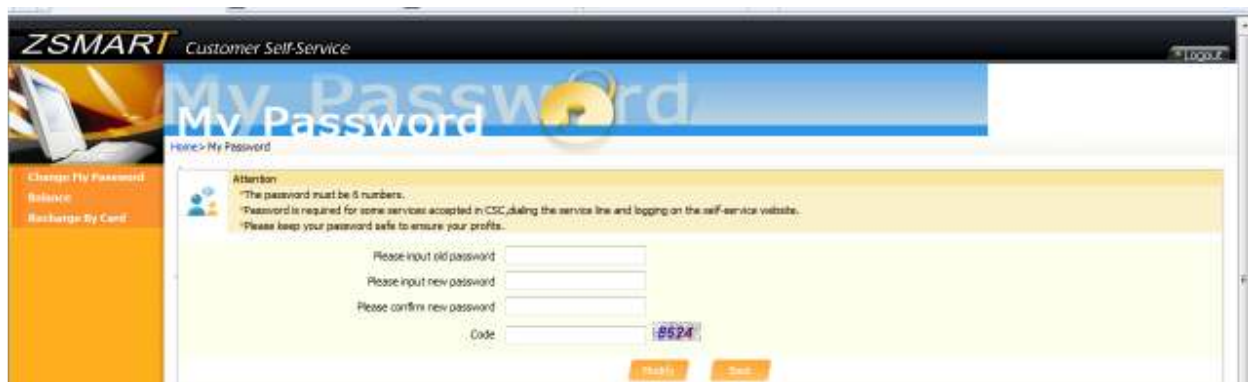 ZSMART Customer Self-Service
Logout
My Password
My Password
Home> My Password
Change My Password
Balance
Recharge By Card
Attention
*The password must be 6 numbers.
*Password is required for some services accepted in CSC,dialing the service line and logging on the self-service website.
*Please keep your password safe to ensure your profits.
Please input old password
Please input new password
Please confirm new password
Code 8524
Modify